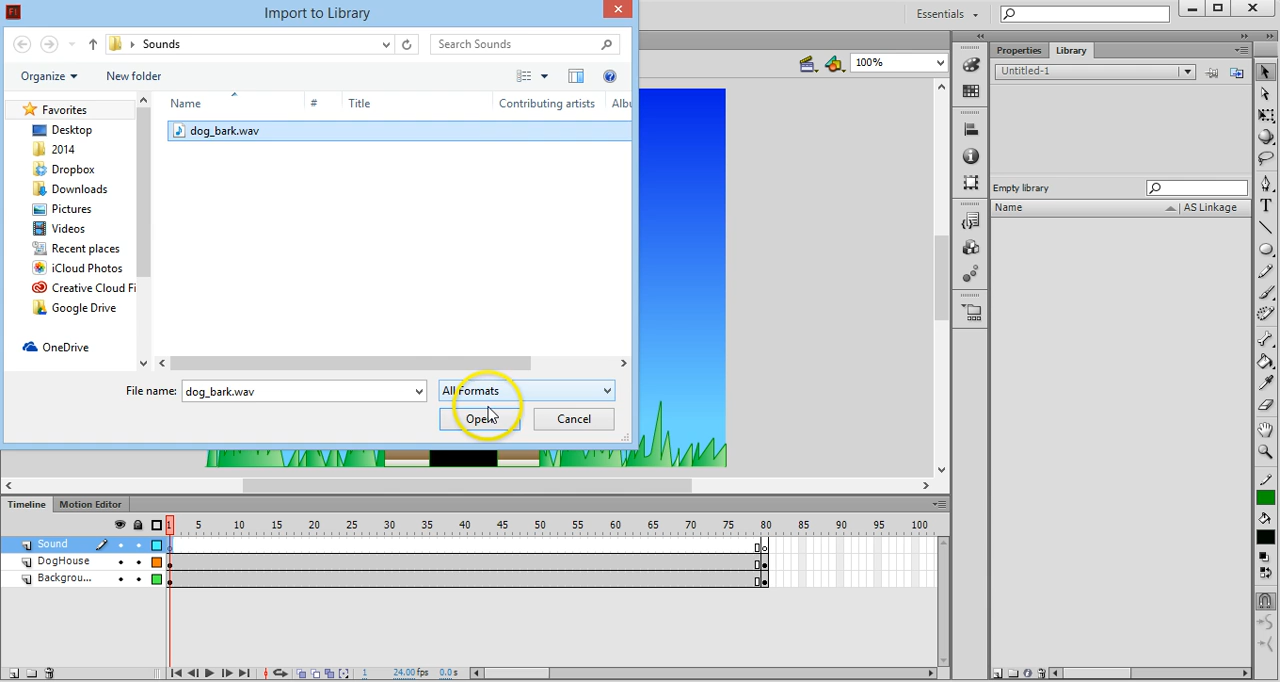 Fl
Import to Library
Sounds
Search Sounds
Organize
New folder
Favorites
Desktop
2014
Dropbox
Downloads
Pictures
Videos
Recent places
iCloud Photos
Creative Cloud Fi
Google Drive
OneDrive
Name
#
Title
Contributing artists
Albu
dog_bark.wav
File name:
dog_bark.wav
All Formats
Open
Cancel
Essentials
100%
Properties
Library
Untitled-1
Empty library
Name
AS Linkage
Timeline
Motion Editor
1 5 10 15 20 25 30 35 40 45 50 55 60 65 70 75 80 85 90 95 100
Sound
DogHouse
Backgrou...
1
24.00 fps
0.0 s